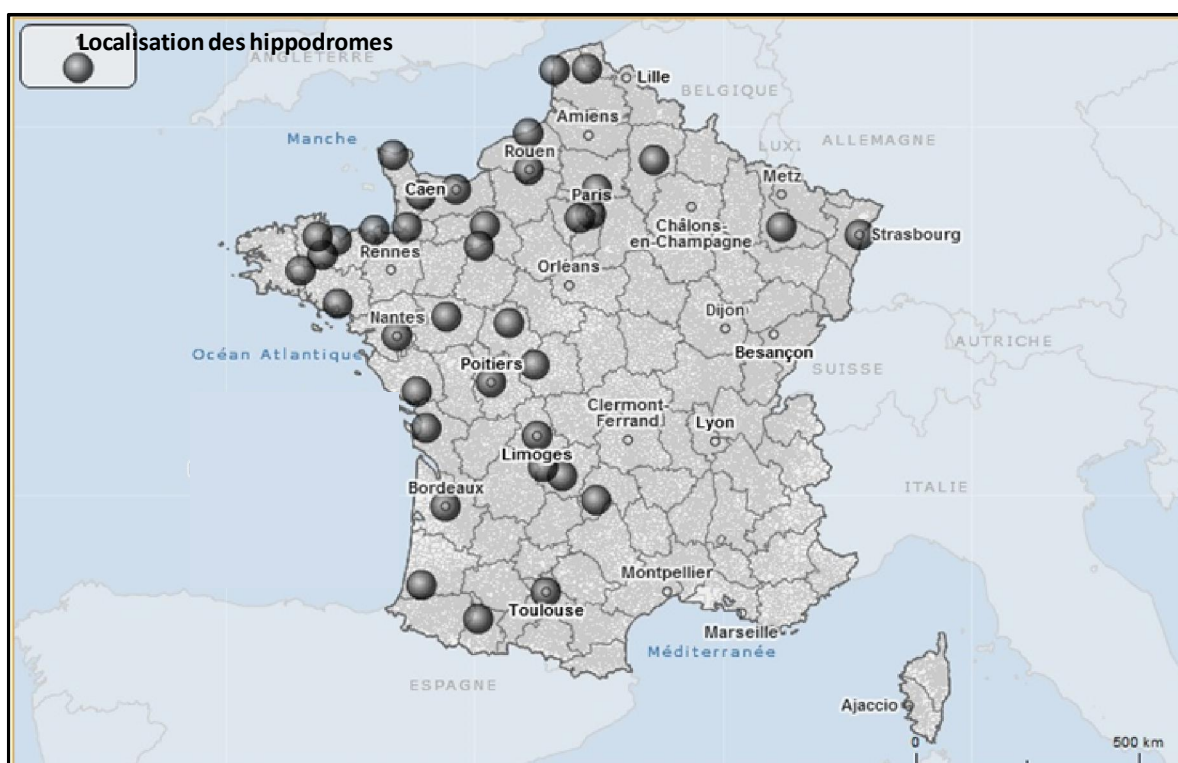 Localisation des hippodromes
ANGLETERRE
Lille
BELGIQUE
Amiens
Manche
ALLEMAGNE
LUX.
Rouen
Metz
Caen
Paris
Châlons-
en-Champagne
Strasbourg
Rennes
Orléans
Nantes
Dijon
Océan Atlantique
Besançon
AUTRICHE
Poitiers
SUISSE
Clermont-
Ferrand
Lyon
Limoges
Bordeaux
ITALIE
Montpellier
Toulouse
Marseille
Méditerranée
ESPAGNE
Ajaccio
0
500 km